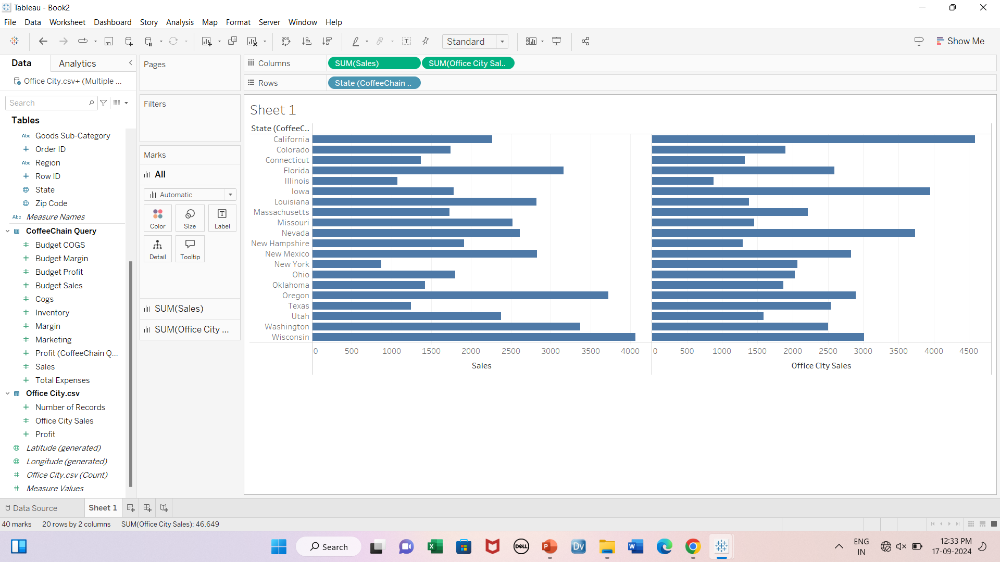 Tableau - Book2
File Data Worksheet Dashboard Story Analysis Map Format Server Window Help
Standard
Show Me
Data Analytics
Office City.csv+ (Multiple ...
Search
Tables
Abc Goods Sub-Category
# Order ID
Abc Region
# Row ID
State
Zip Code
Abc Measure Names
CoffeeChain Query
# Budget COGS
# Budget Margin
# Budget Profit
# Budget Sales
# Cogs
# Inventory
# Margin
# Marketing
# Profit (CoffeeChain Q...
# Sales
# Total Expenses
Office City.csv
# Number of Records
# Office City Sales
# Profit
Latitude (generated)
Longitude (generated)
# Office City.csv (Count)
# Measure Values
Pages
Filters
Marks
All
Automatic
Color Size Label
Detail Tooltip
SUM(Sales)
SUM(Office City ...
Columns SUM(Sales) SUM(Office City Sal..
Rows State (CoffeeChain ..
Sheet 1
State (CoffeeC..
California
Colorado
Connecticut
Florida
Illinois
Iowa
Louisiana
Massachusetts
Missouri
Nevada
New Hampshire
New Mexico
New York
Ohio
Oklahoma
Oregon
Texas
Utah
Washington
Wisconsin
0 500 1000 1500 2000 2500 3000 3500 4000 0 500 1000 1500 2000 2500 3000 3500 4000 4500
Sales Office City Sales
Data Source Sheet 1
40 marks 20 rows by 2 columns SUM(Office City Sales): 46,649
Search
DELL
Dv
ENG
IN
12:33 PM
17-09-2024